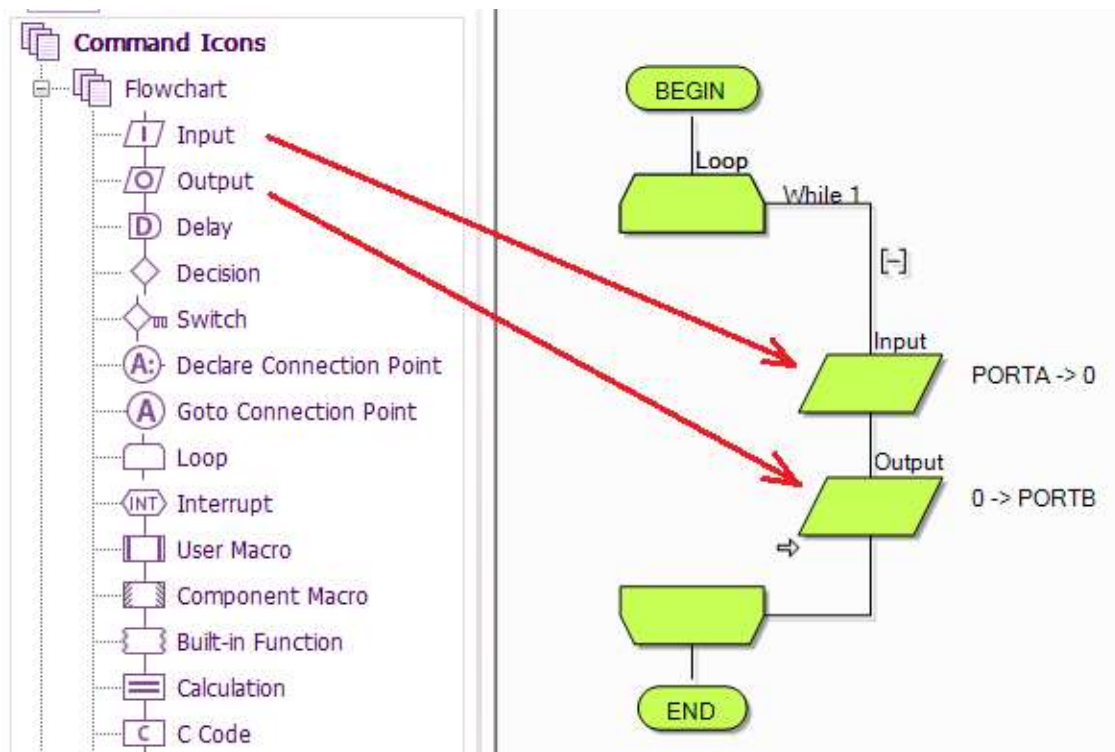 Command Icons
Flowchart
I Input
O Output
D Delay
Decision
Switch
A: Declare Connection Point
A Goto Connection Point
Loop
INT Interrupt
User Macro
Component Macro
Built-in Function
Calculation
C C Code
BEGIN
Loop
While 1
[-]
Input
PORTA -> 0
Output
0 -> PORTB
END